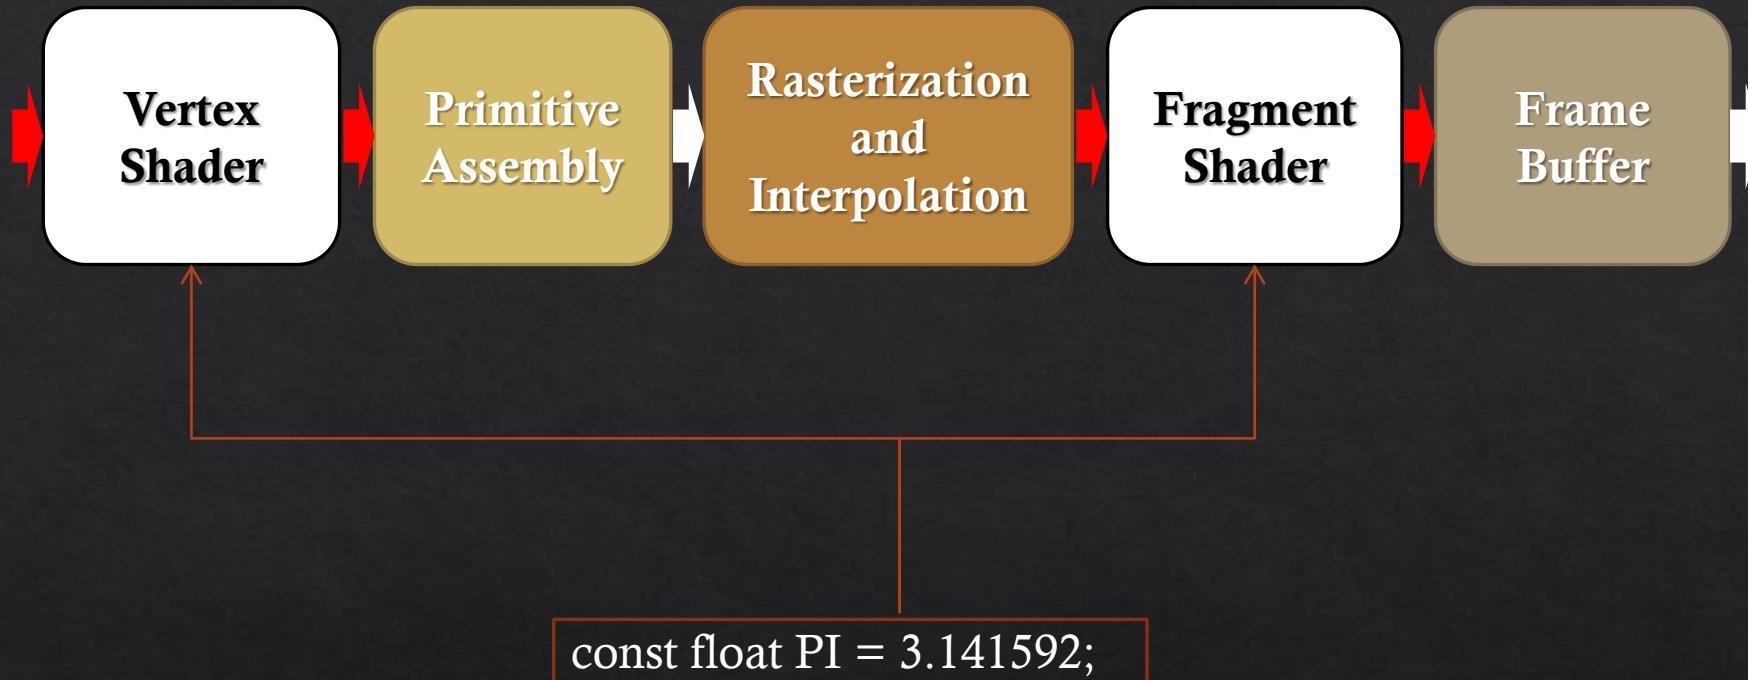 Vertex
Shader
Primitive
Assembly
Rasterization
and
Interpolation
Fragment
Shader
Frame
Buffer
const float PI = 3.141592;